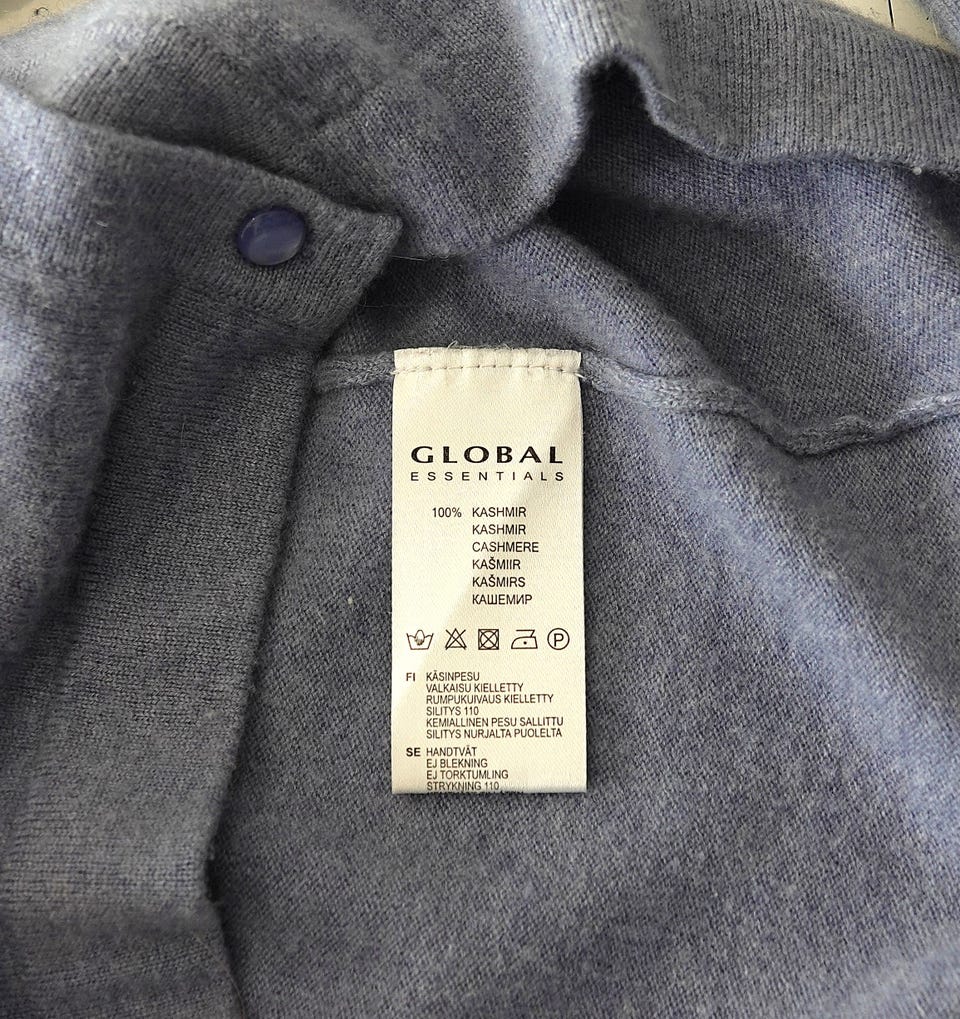 GLOBAL
ESSENTIALS
100% KASHMIR
KASHMIR
CASHMERE
KAŠMIIR
KAŠMIRS
КАШЕМИР
P
FI KÄSINPESU
VALKAISU KIELLETTY
RUMPUKUIVAUS KIELLETTY
SILITYS 110
KEMIALLINEN PESU SALLITTU
SILITYS NURJALTA PUOLELTA
SE HANDTVÄT
EJ BLEKNING
EJ TORKTUMLING
STRYKNING 110